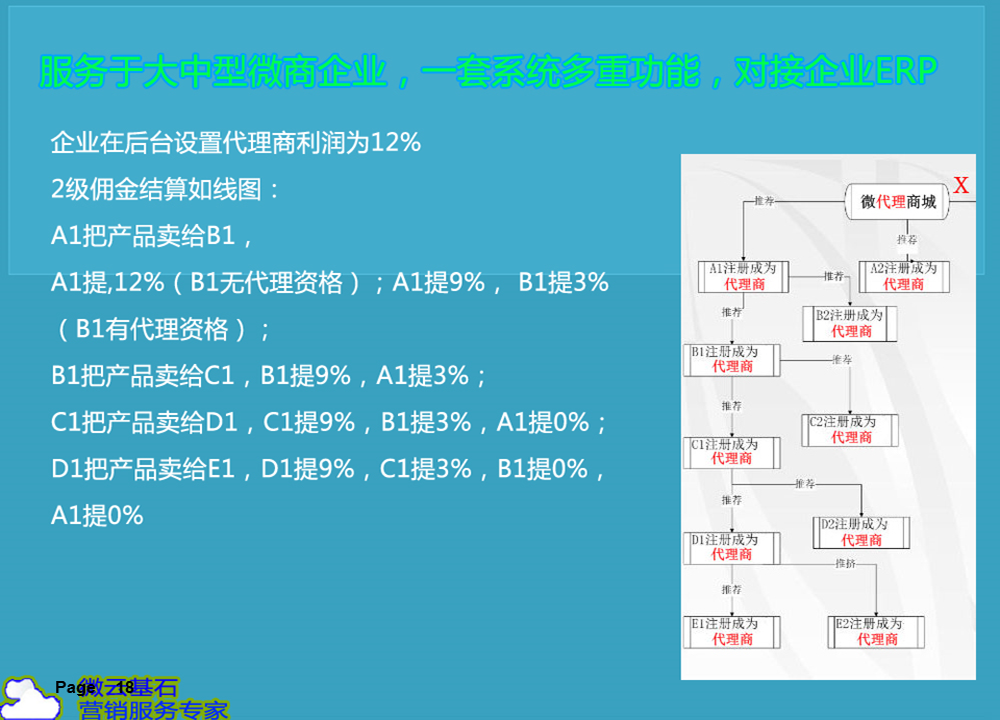 服务于大中型微商企业，一套系统多重功能，对接企业ERP
企业在后台设置代理商利润为12%
2级佣金结算如线图：
A1把产品卖给B1，
A1提,12%（B1无代理资格）；A1提9%， B1提3%
（B1有代理资格）；
B1把产品卖给C1，B1提9%，A1提3%；
C1把产品卖给D1，C1提9%，B1提3%，A1提0%；
D1把产品卖给E1，D1提9%，C1提3%，B1提0%，
A1提0%
X
微代理商城
推荐
推荐
A1注册成为
代理商
A2注册成为
代理商
推荐
推荐
B2注册成为
代理商
B1注册成为
代理商
推荐
推荐
C2注册成为
代理商
C1注册成为
代理商
推荐
推荐
D2注册成为
代理商
D1注册成为
代理商
推挤
推荐
E1注册成为
代理商
E2注册成为
代理商
Page 18
微云基石
营销服务专家